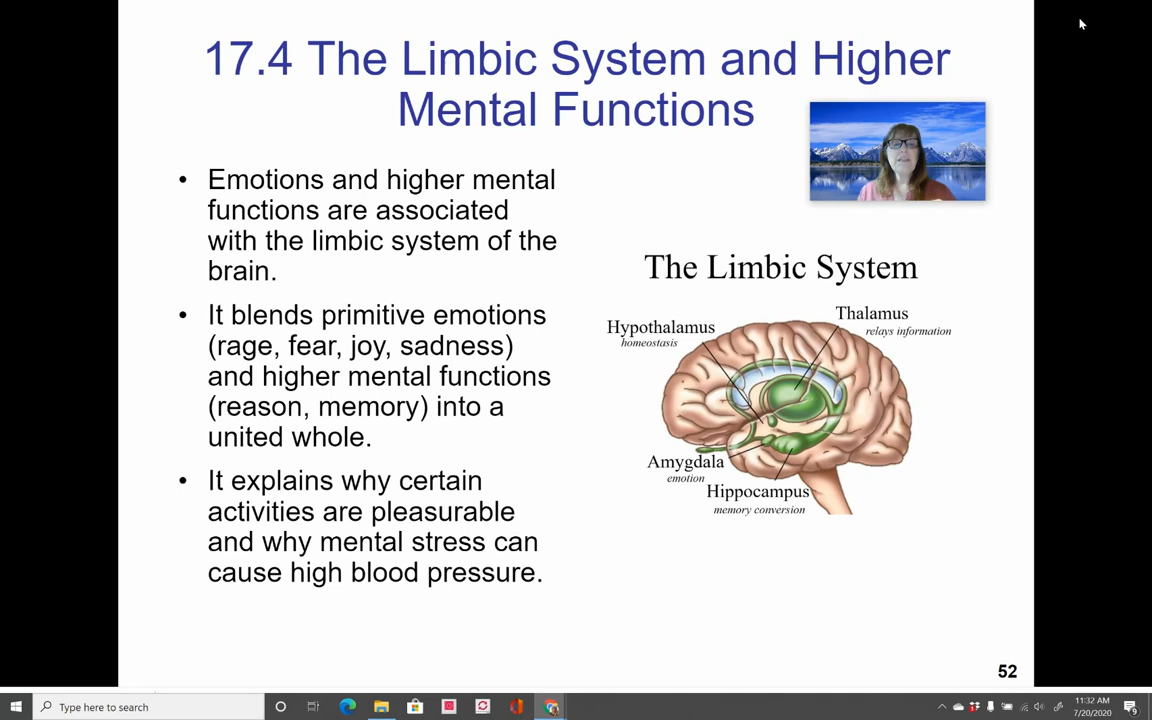 17.4 The Limbic System and Higher
Mental Functions
• Emotions and higher mental
functions are associated
with the limbic system of the
brain.
• It blends primitive emotions
(rage, fear, joy, sadness)
and higher mental functions
(reason, memory) into a
united whole.
• It explains why certain
activities are pleasurable
and why mental stress can
cause high blood pressure.
The Limbic System
Thalamus
relays information
Hypothalamus
homeostasis
Amygdala
emotion
Hippocampus
memory conversion
52
Type here to search
11:32 AM
7/20/2020